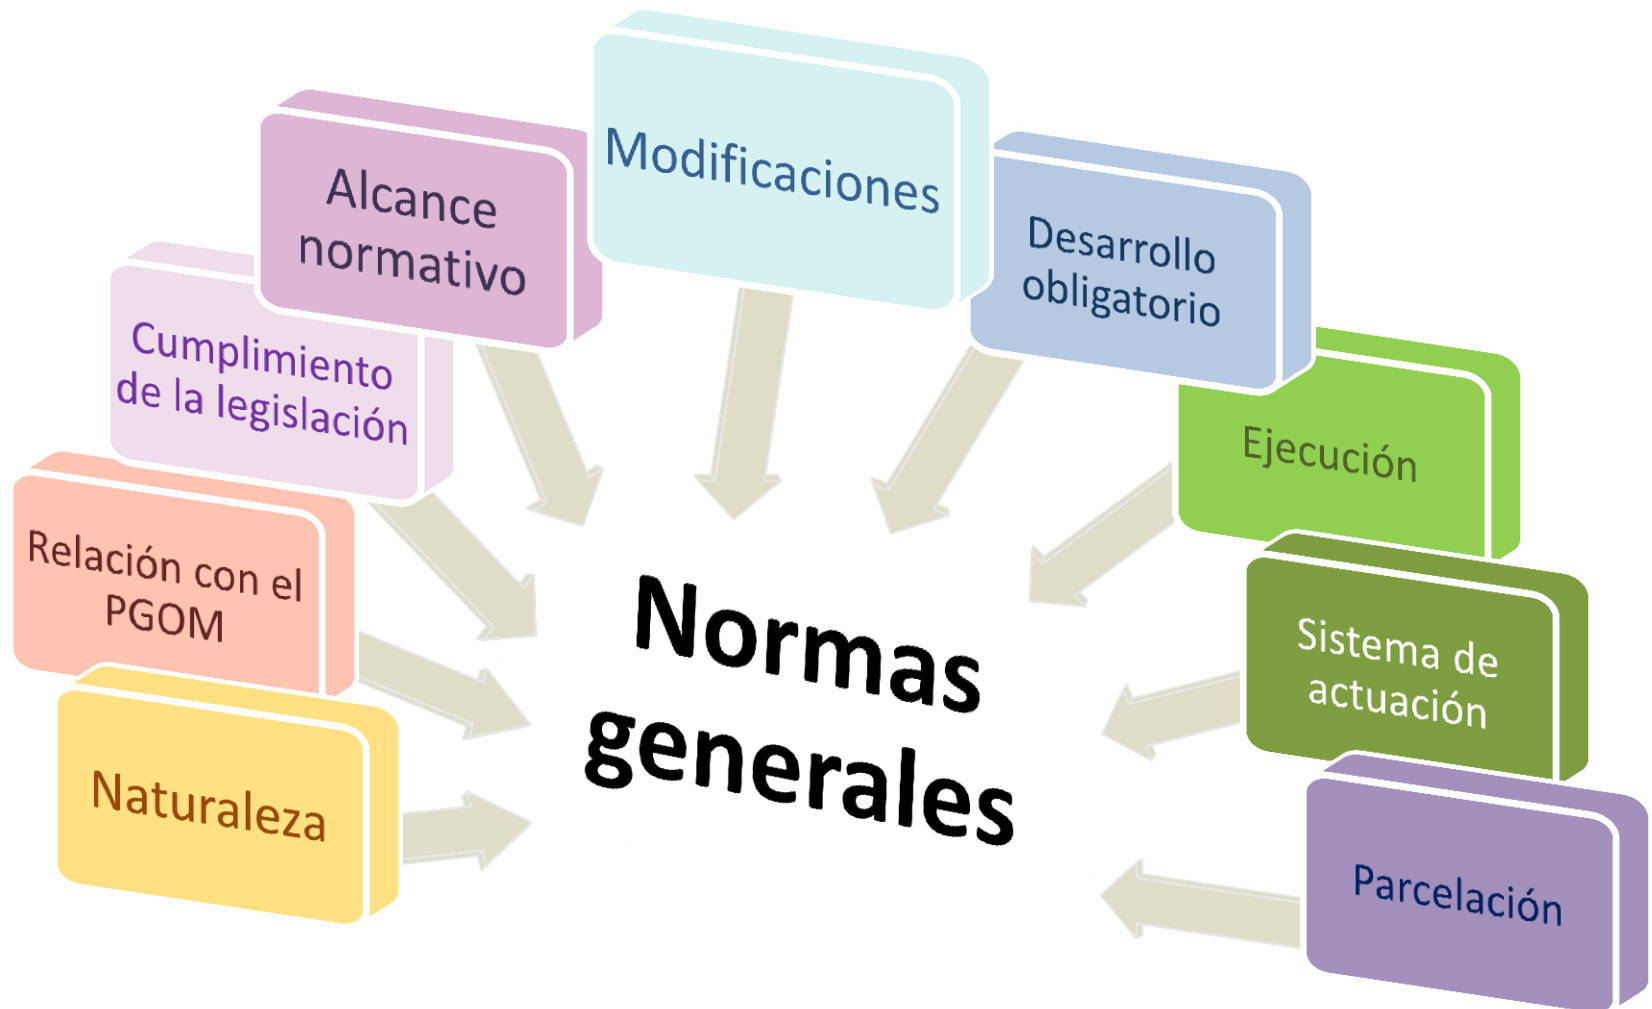 Modificaciones
Alcance
normativo
Desarrollo
obligatorio
Cumplimiento
de la legislación
Ejecución
Relación con el
PGOM
Sistema de
actuación
Naturaleza
Parcelación
Normas
generales